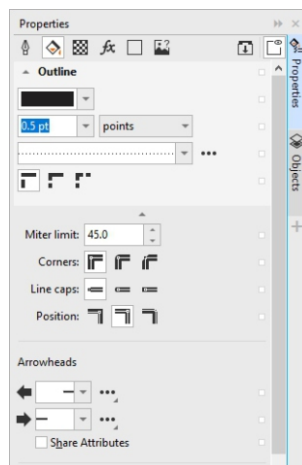 Properties
fx
Outline
0.5 pt
points
Miter limit: 45.0
Corners:
Line caps:
Position:
Arrowheads
Share Attributes
Properties
Objects